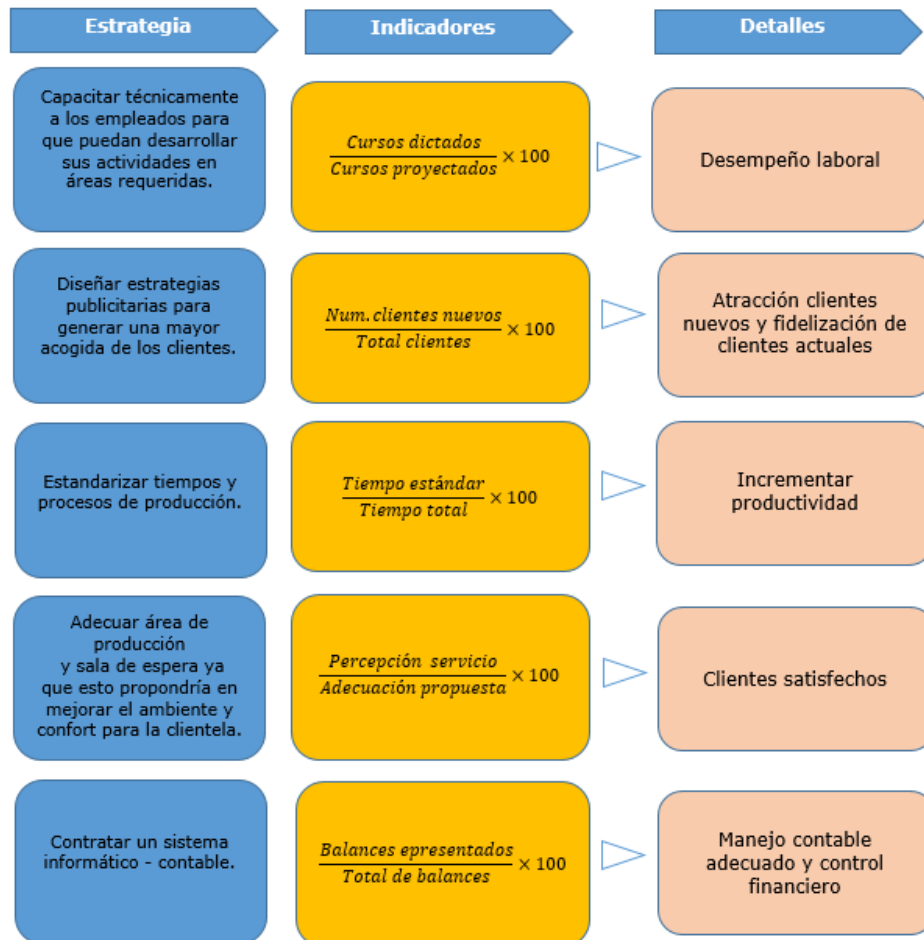 Estrategia
Indicadores
Detalles
Capacitar técnicamente
a los empleados para
que puedan desarrollar
sus actividades en
áreas requeridas.
Cursos dictados
Cursos proyectados
× 100
Desempeño laboral
Diseñar estrategias
publicitarias para
generar una mayor
acogida de los clientes.
Num. clientes nuevos
Total clientes
× 100
Atracción clientes
nuevos y fidelización de
clientes actuales
Estandarizar tiempos y
procesos de producción.
Tiempo estándar
Tiempo total
× 100
Incrementar
productividad
Adecuar área de
producción
y sala de espera ya
que esto propondría en
mejorar el ambiente y
confort para la clientela.
Percepción servicio
Adecuación propuesta
× 100
Clientes satisfechos
Contratar un sistema
informático - contable.
Balances epresentados
Total de balances
× 100
Manejo contable
adecuado y control
financiero